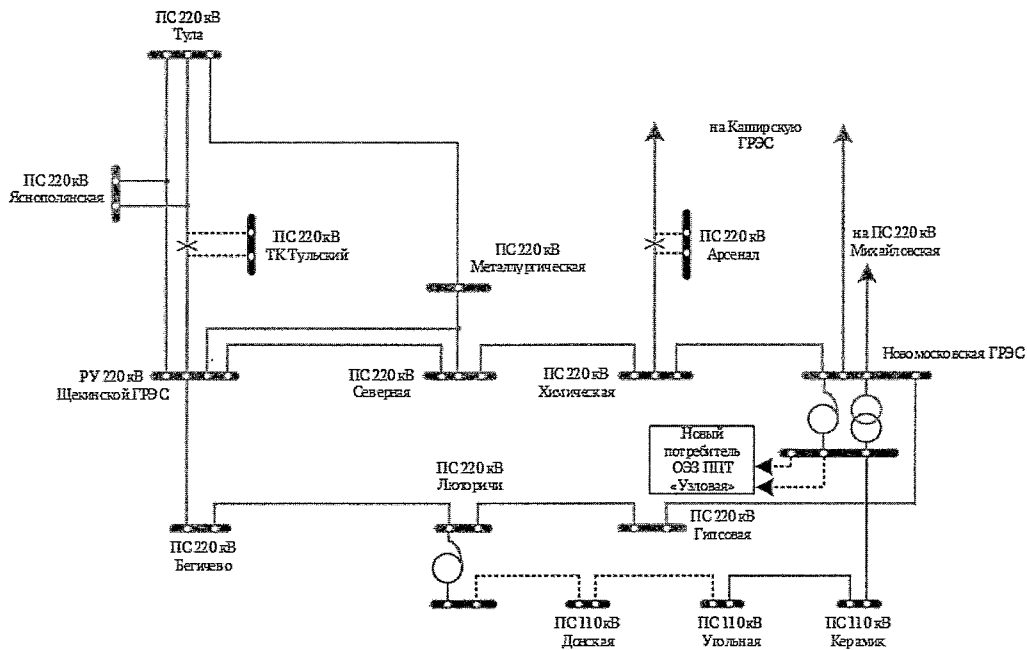 ПС 220 кВ
Тула
на Каширскую
ГРЭС
ПС 220 кВ
Яснополянская
ПС 220 кВ
ТК Тульский
ПС 220 кВ
Металлургическая
ПС 220 кВ
Арсенал
на ПС 220 кВ
Михайловская
РУ 220 кВ
Щекинской ГРЭС
ПС 220 кВ
Северная
ПС 220 кВ
Химическая
Новомосковская ГРЭС
Новый
потребитель
ОЭЗ ППТ
«Узловая»
ПС 220 кВ
Люторичи
ПС 220 кВ
Бегичево
ПС 220 кВ
Гипсовая
ПС 110 кВ
Донская
ПС 110 кВ
Угольная
ПС 110 кВ
Керамик